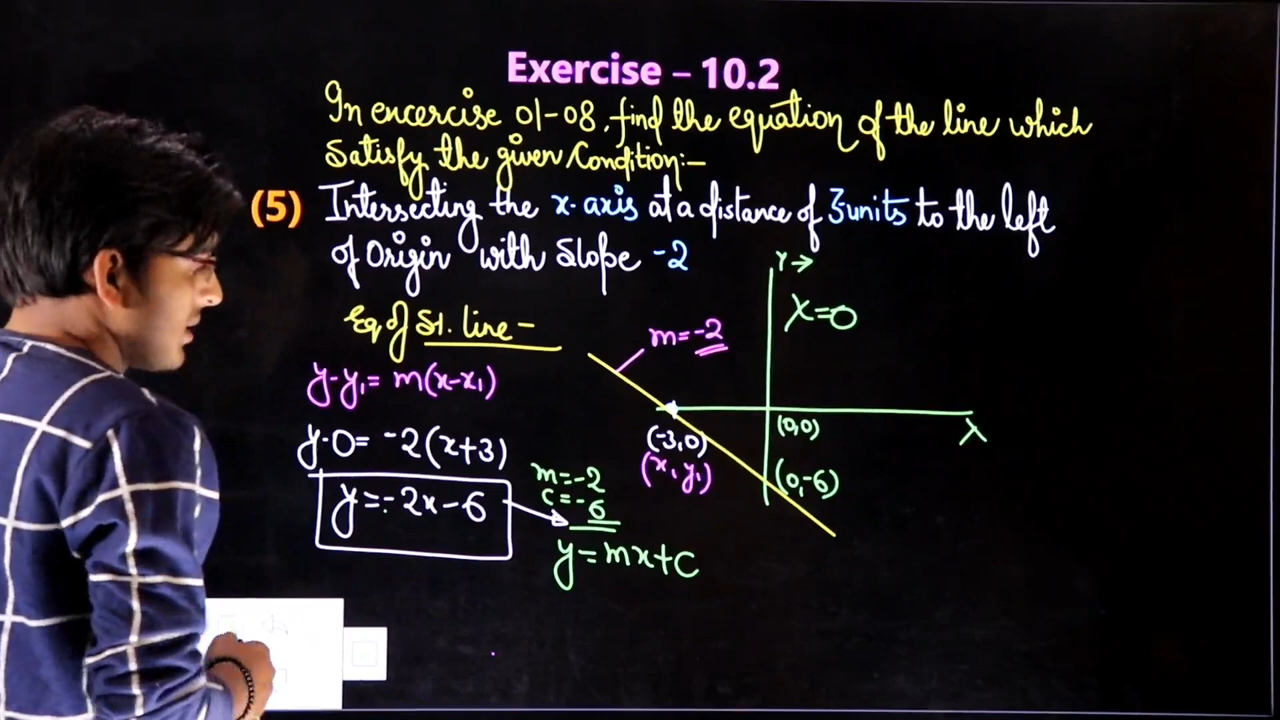 Exercise – 10.2
In encercise 01-08, find the equation of the line which
satisfy the given Condition:-
(5) Intersecting the x-axis at a distance of 3units to the left
of Origin with Slope -2
Eq. of St. line -
y-y₁= m(x-x₁)
y-0= -2(x+3)
y=-2x-6
m=-2
c=-6
y=mx+c
m=-2
Y→
X=0
(-3,0)
(x₁ y₁)
(0,0)
X
(0,-6)